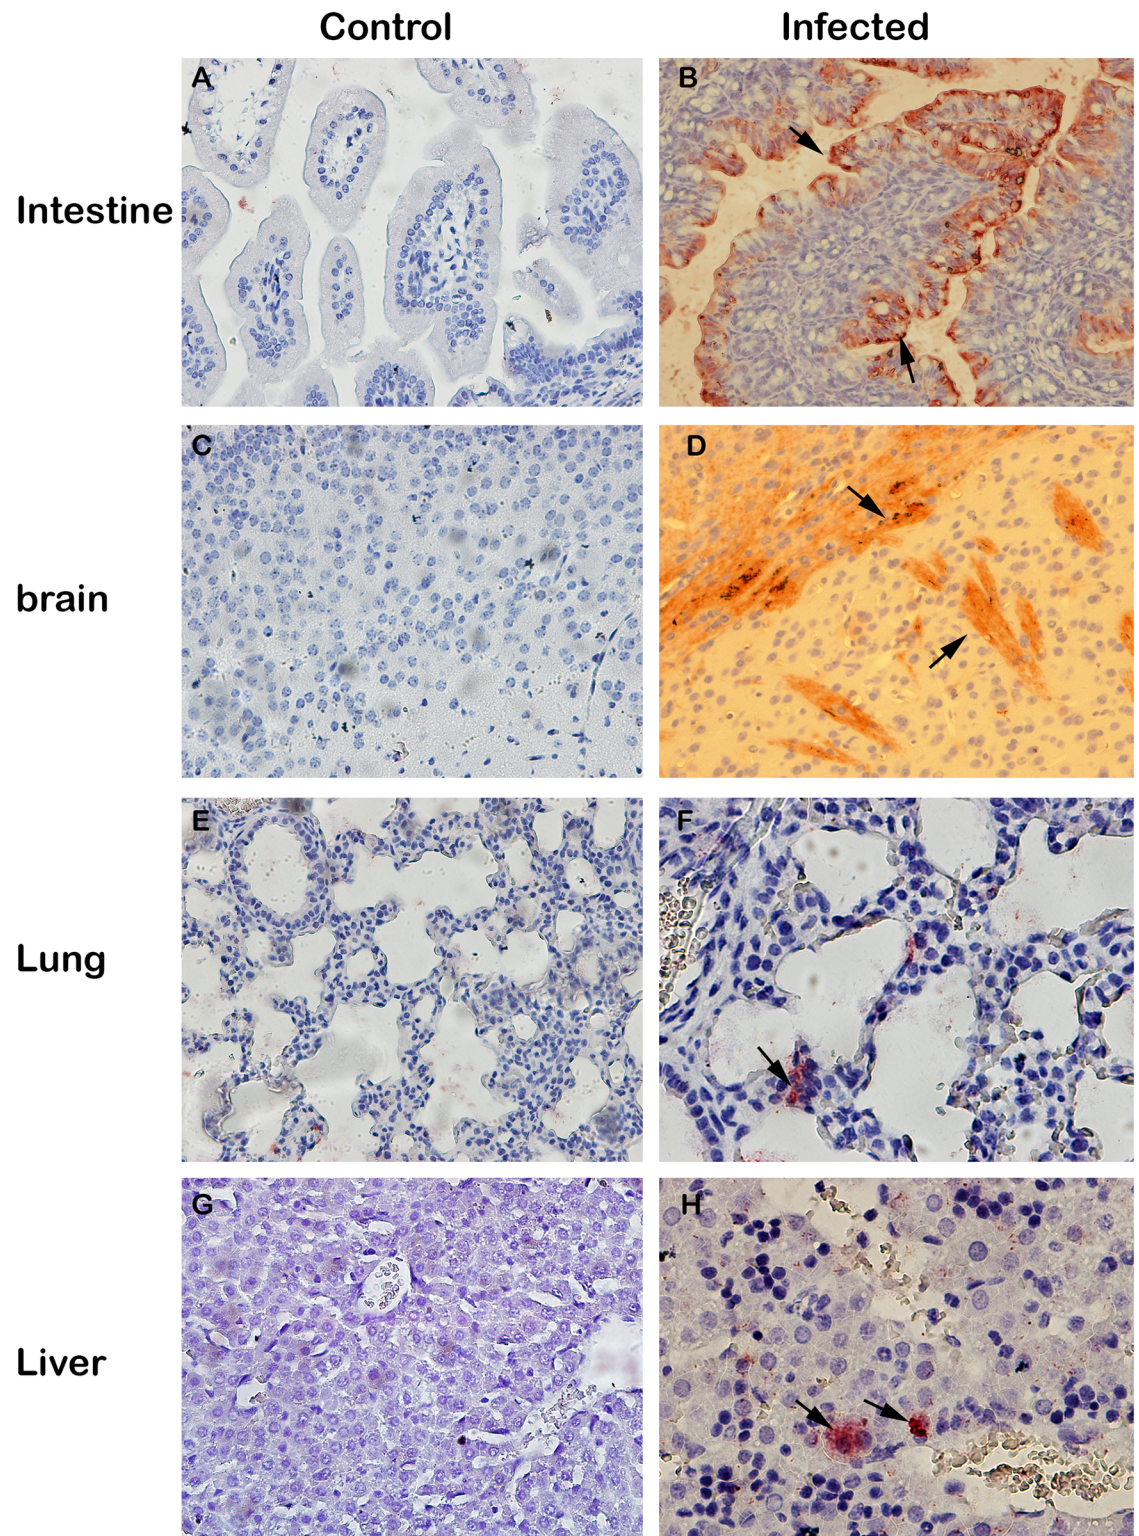 Control Infected
A B
Intestine
C D
brain
E F
Lung
G H
Liver